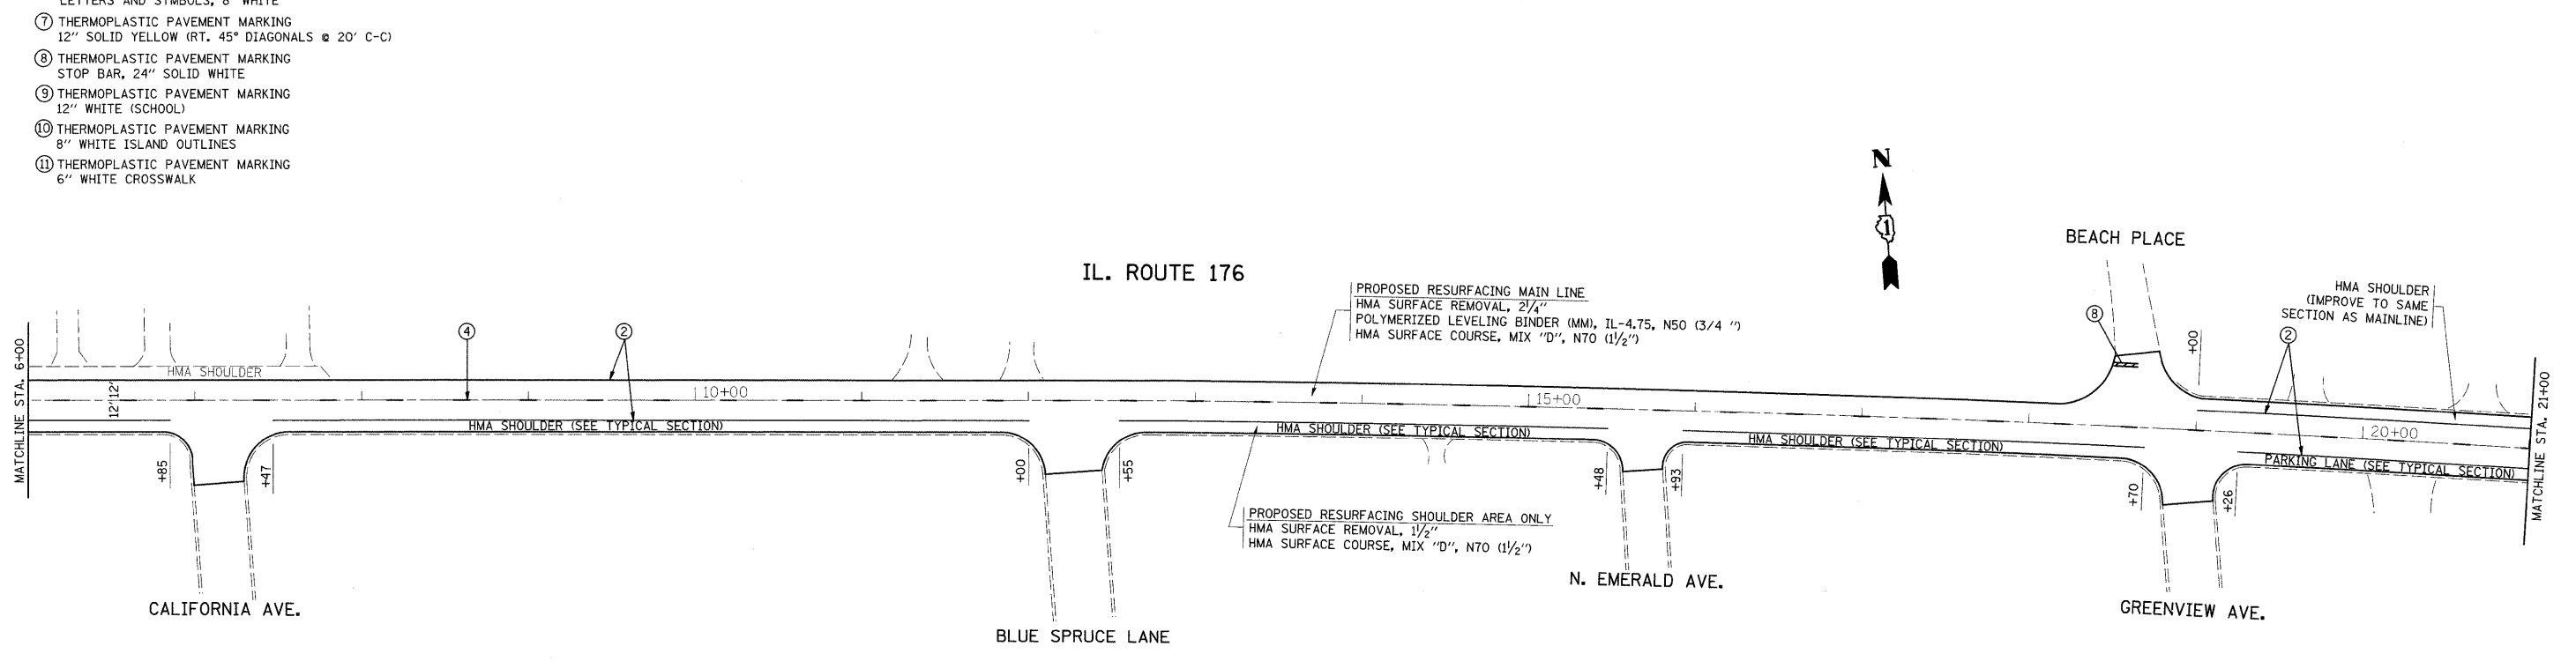 LETTERS AND SYMBOLS, 8" WHITE
7 THERMOPLASTIC PAVEMENT MARKING
12" SOLID YELLOW (RT. 45° DIAGONALS @ 20' C-C)
8 THERMOPLASTIC PAVEMENT MARKING
STOP BAR, 24" SOLID WHITE
9 THERMOPLASTIC PAVEMENT MARKING
12" WHITE (SCHOOL)
10 THERMOPLASTIC PAVEMENT MARKING
8" WHITE ISLAND OUTLINES
11 THERMOPLASTIC PAVEMENT MARKING
6" WHITE CROSSWALK
N
1
BEACH PLACE
IL. ROUTE 176
PROPOSED RESURFACING MAIN LINE
HMA SURFACE REMOVAL, 2 1/4"
POLYMERIZED LEVELING BINDER (MM), IL-4.75, N50 (3/4 ")
HMA SURFACE COURSE, MIX "D", N70 (1 1/2")
HMA SHOULDER
(IMPROVE TO SAME
SECTION AS MAINLINE)
8
+00
2
4
2
MATCHLINE STA. 6+00
HMA SHOULDER
12' 12'
10+00
15+00
20+00
MATCHLINE STA. 21+00
HMA SHOULDER (SEE TYPICAL SECTION)
HMA SHOULDER (SEE TYPICAL SECTION)
HMA SHOULDER (SEE TYPICAL SECTION)
PARKING LANE (SEE TYPICAL SECTION)
+85
+47
+00
+55
+48
+93
+70
+26
PROPOSED RESURFACING SHOULDER AREA ONLY
HMA SURFACE REMOVAL, 1 1/2"
HMA SURFACE COURSE, MIX "D", N70 (1 1/2")
CALIFORNIA AVE.
BLUE SPRUCE LANE
N. EMERALD AVE.
GREENVIEW AVE.